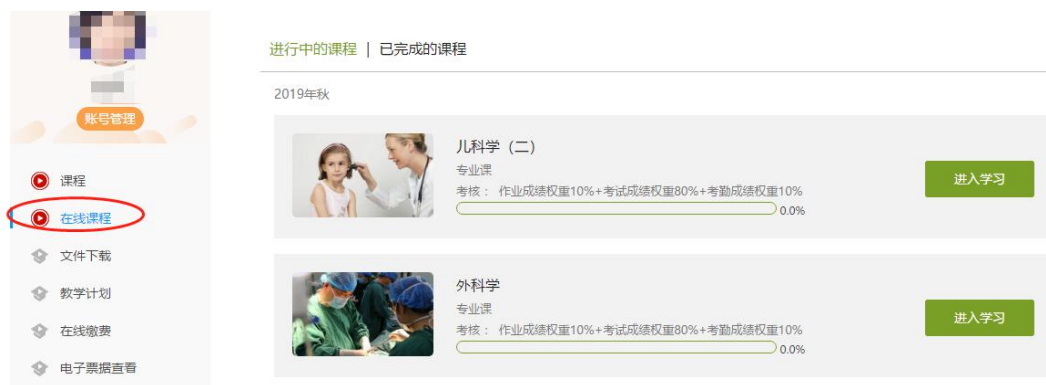 账号管理
课程
在线课程
文件下载
教学计划
在线缴费
电子票据查看
进行中的课程 | 已完成的课程
2019年秋
儿科学（二）
专业课
考核： 作业成绩权重10%+考试成绩权重80%+考勤成绩权重10%
0.0%
进入学习
外科学
专业课
考核： 作业成绩权重10%+考试成绩权重80%+考勤成绩权重10%
0.0%
进入学习